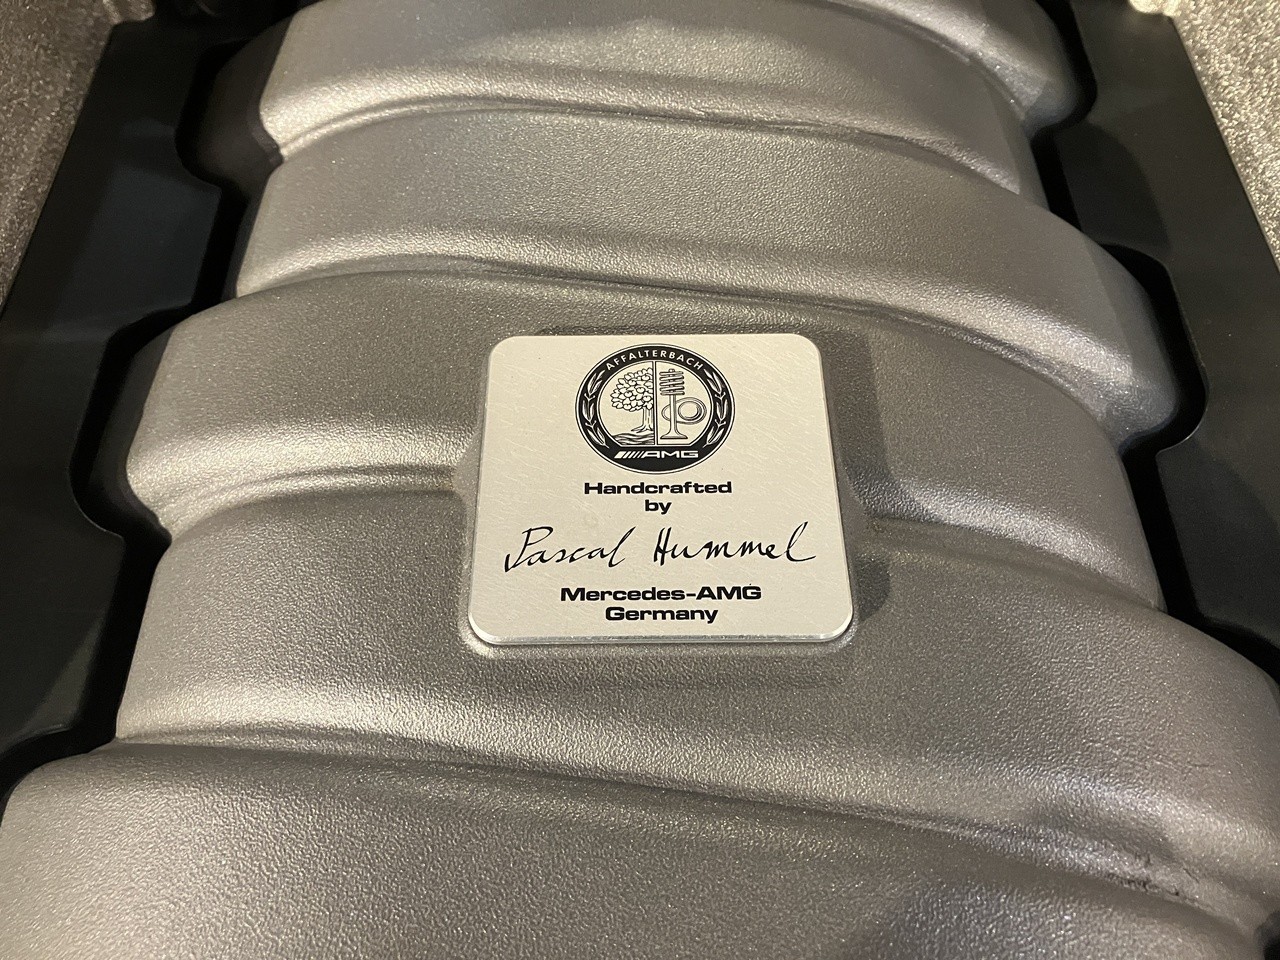 AFFALTERBACH
AMG
Handcrafted
by
Pascal Hummel
Mercedes-AMG
Germany